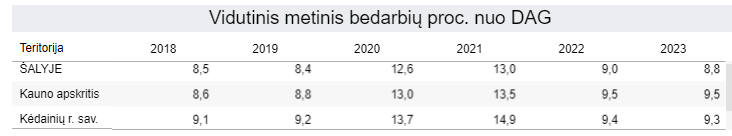 Vidutinis metinis bedarbių proc. nuo DAG
Teritorija 2018 2019 2020 2021 2022 2023
ŠALYJE 8,5 8,4 12,6 13,0 9,0 8,8
Kauno apskritis 8,6 8,8 13,0 13,5 9,5 9,5
Kėdainių r. sav. 9,1 9,2 13,7 14,9 9,4 9,3